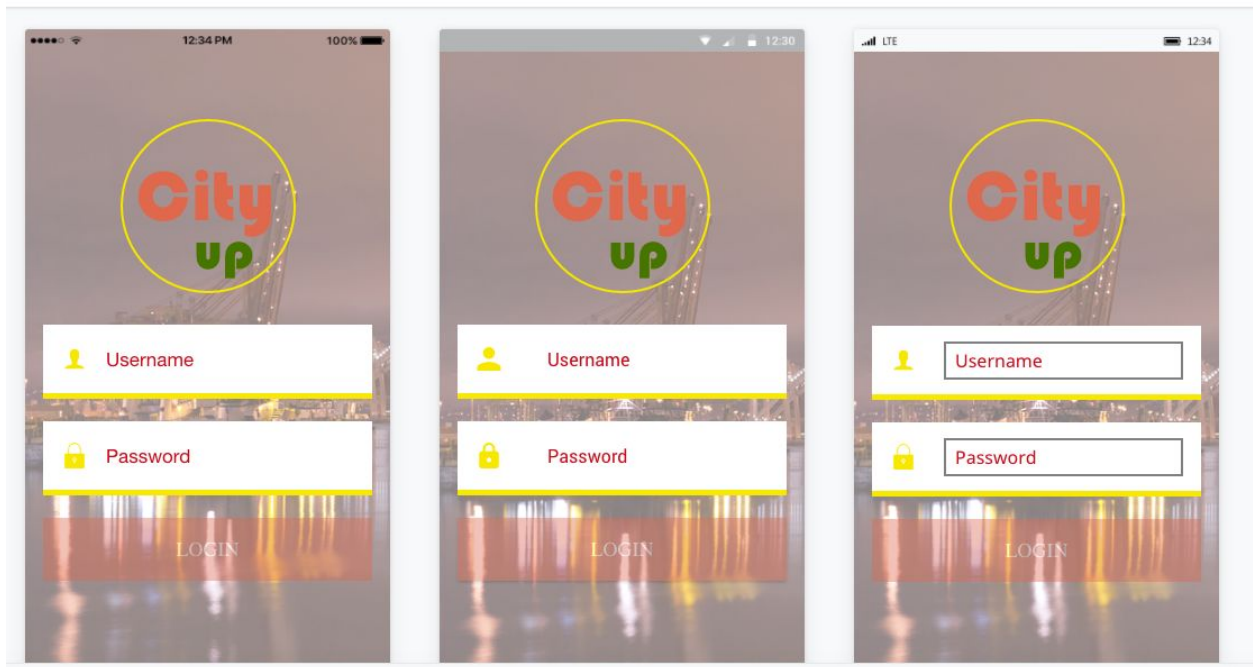 12:34 PM 100%
City
up
Username
Password
LOGIN
12:30
City
up
Username
Password
LOGIN
LTE 12:34
City
up
Username
Password
LOGIN